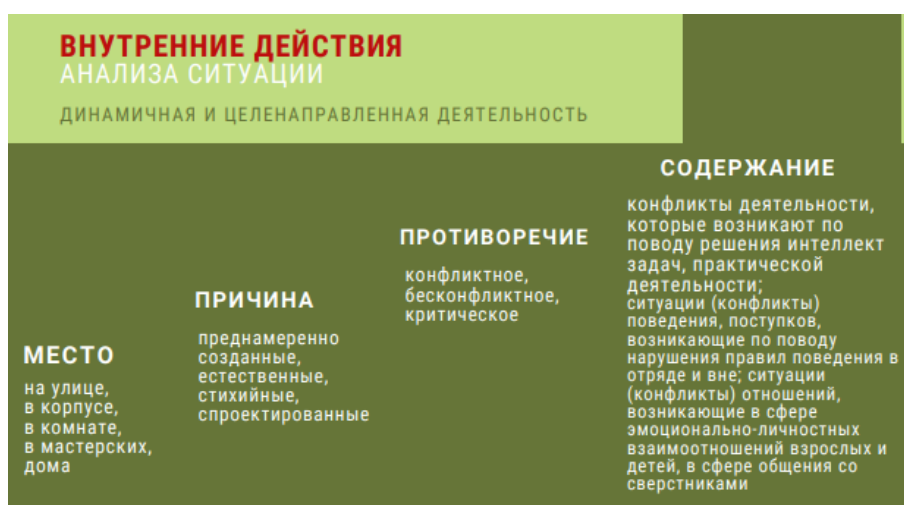 ВНУТРЕННИЕ ДЕЙСТВИЯ
АНАЛИЗА СИТУАЦИИ
ДИНАМИЧНАЯ И ЦЕЛЕНАПРАВЛЕННАЯ ДЕЯТЕЛЬНОСТЬ
МЕСТО
на улице,
в корпусе,
в комнате,
в мастерских,
дома
ПРИЧИНА
преднамеренно
созданные,
естественные,
стихийные,
спроектированные
ПРОТИВОРЕЧИЕ
конфликтное,
бесконфликтное,
критическое
СОДЕРЖАНИЕ
конфликты деятельности,
которые возникают по
поводу решения интеллект
задач, практической
деятельности;
ситуации (конфликты)
поведения, поступков,
возникающие по поводу
нарушения правил поведения в
отряде и вне; ситуации
(конфликты) отношений,
возникающие в сфере
эмоционально-личностных
взаимоотношений взрослых и
детей, в сфере общения со
сверстниками